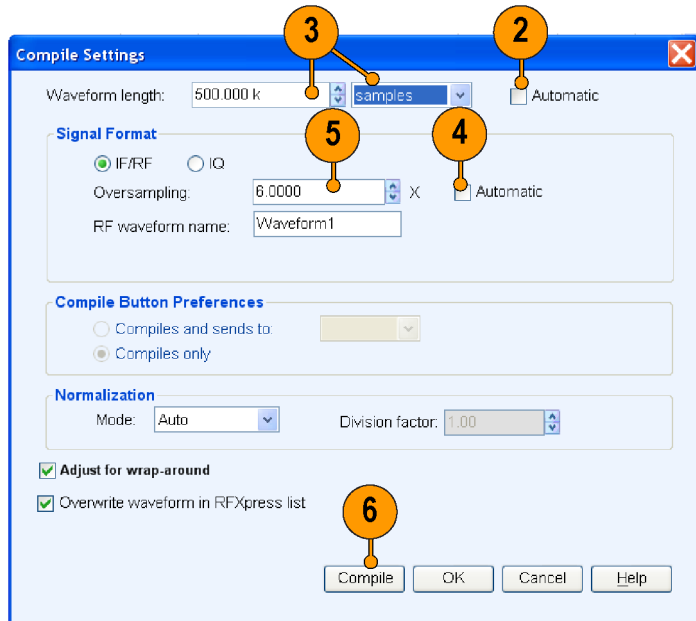 3 2
Compile Settings
Waveform length: 500.000 k samples Automatic
Signal Format 5 4
IF/RF IQ
Oversampling: 6.0000 X Automatic
RF waveform name: Waveform1
Compile Button Preferences
Compiles and sends to:
Compiles only
Normalization
Mode: Auto Division factor: 1.00
Adjust for wrap-around
Overwrite waveform in RFXpress list
6
Compile OK Cancel Help